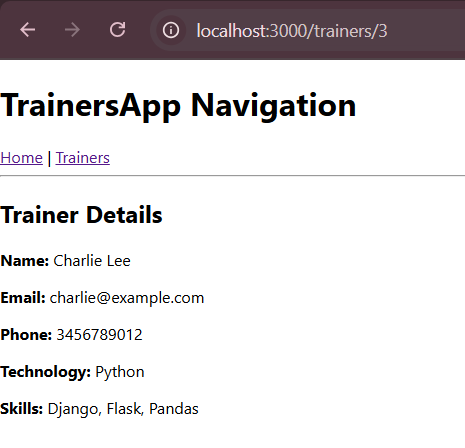 localhost:3000/trainers/3
TrainersApp Navigation
Home | Trainers
Trainer Details
Name: Charlie Lee
Email: charlie@example.com
Phone: 3456789012
Technology: Python
Skills: Django, Flask, Pandas